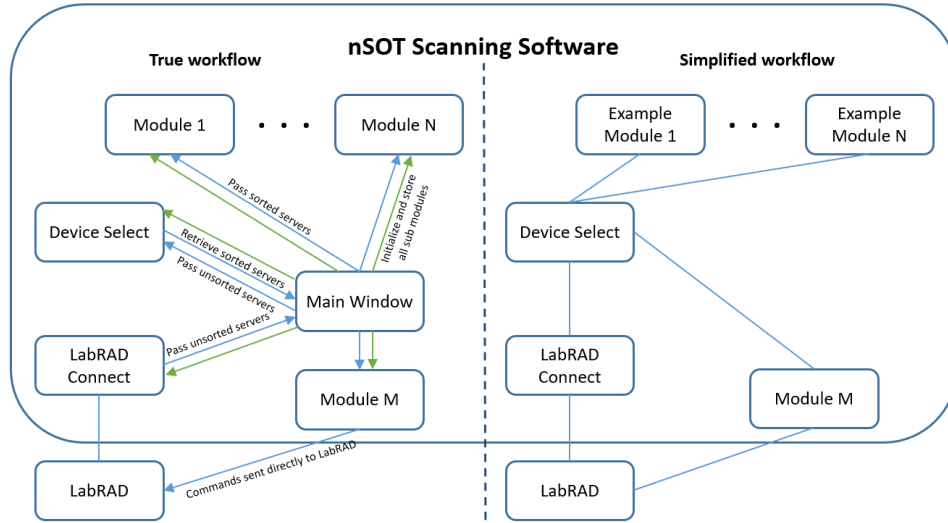 nSOT Scanning Software
True workflow
Simplified workflow
Module 1
. . .
Module N
Example
Module 1
. . .
Example
Module N
Pass sorted servers
Initialize and store
all sub modules
Device Select
Retrieve sorted servers
Pass unsorted servers
Main Window
Device Select
Pass unsorted servers
LabRAD
Connect
LabRAD
Connect
Module M
Module M
Commands sent directly to LabRAD
LabRAD
LabRAD